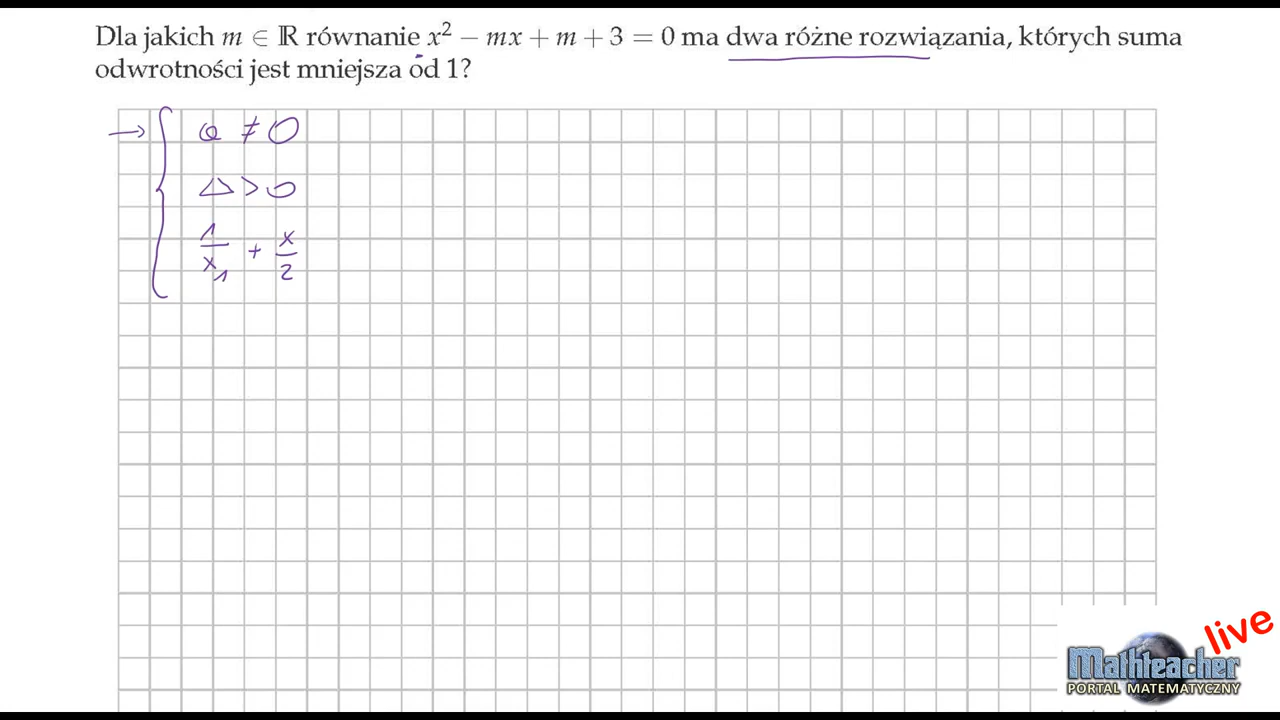 Dla jakich m ∈ ℝ równanie x² − mx + m + 3 = 0 ma dwa różne rozwiązania, których suma
odwrotności jest mniejsza od 1?
→ { a ≠ 0
Δ > 0
1/x₁ + x/2
live
Mathteacher
PORTAL MATEMATYCZNY